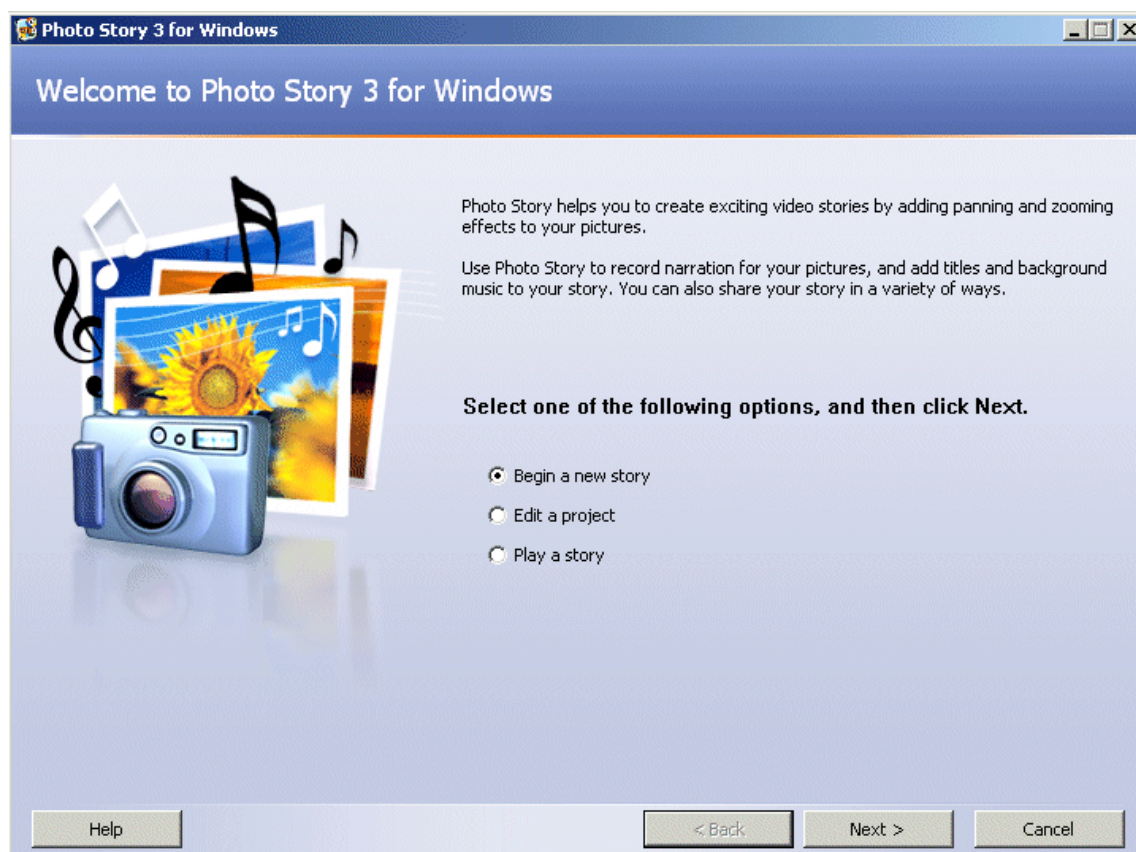 Photo Story 3 for Windows
Welcome to Photo Story 3 for Windows
Photo Story helps you to create exciting video stories by adding panning and zooming
effects to your pictures.
Use Photo Story to record narration for your pictures, and add titles and background
music to your story. You can also share your story in a variety of ways.
Select one of the following options, and then click Next.
Begin a new story
Edit a project
Play a story
Help
< Back
Next >
Cancel